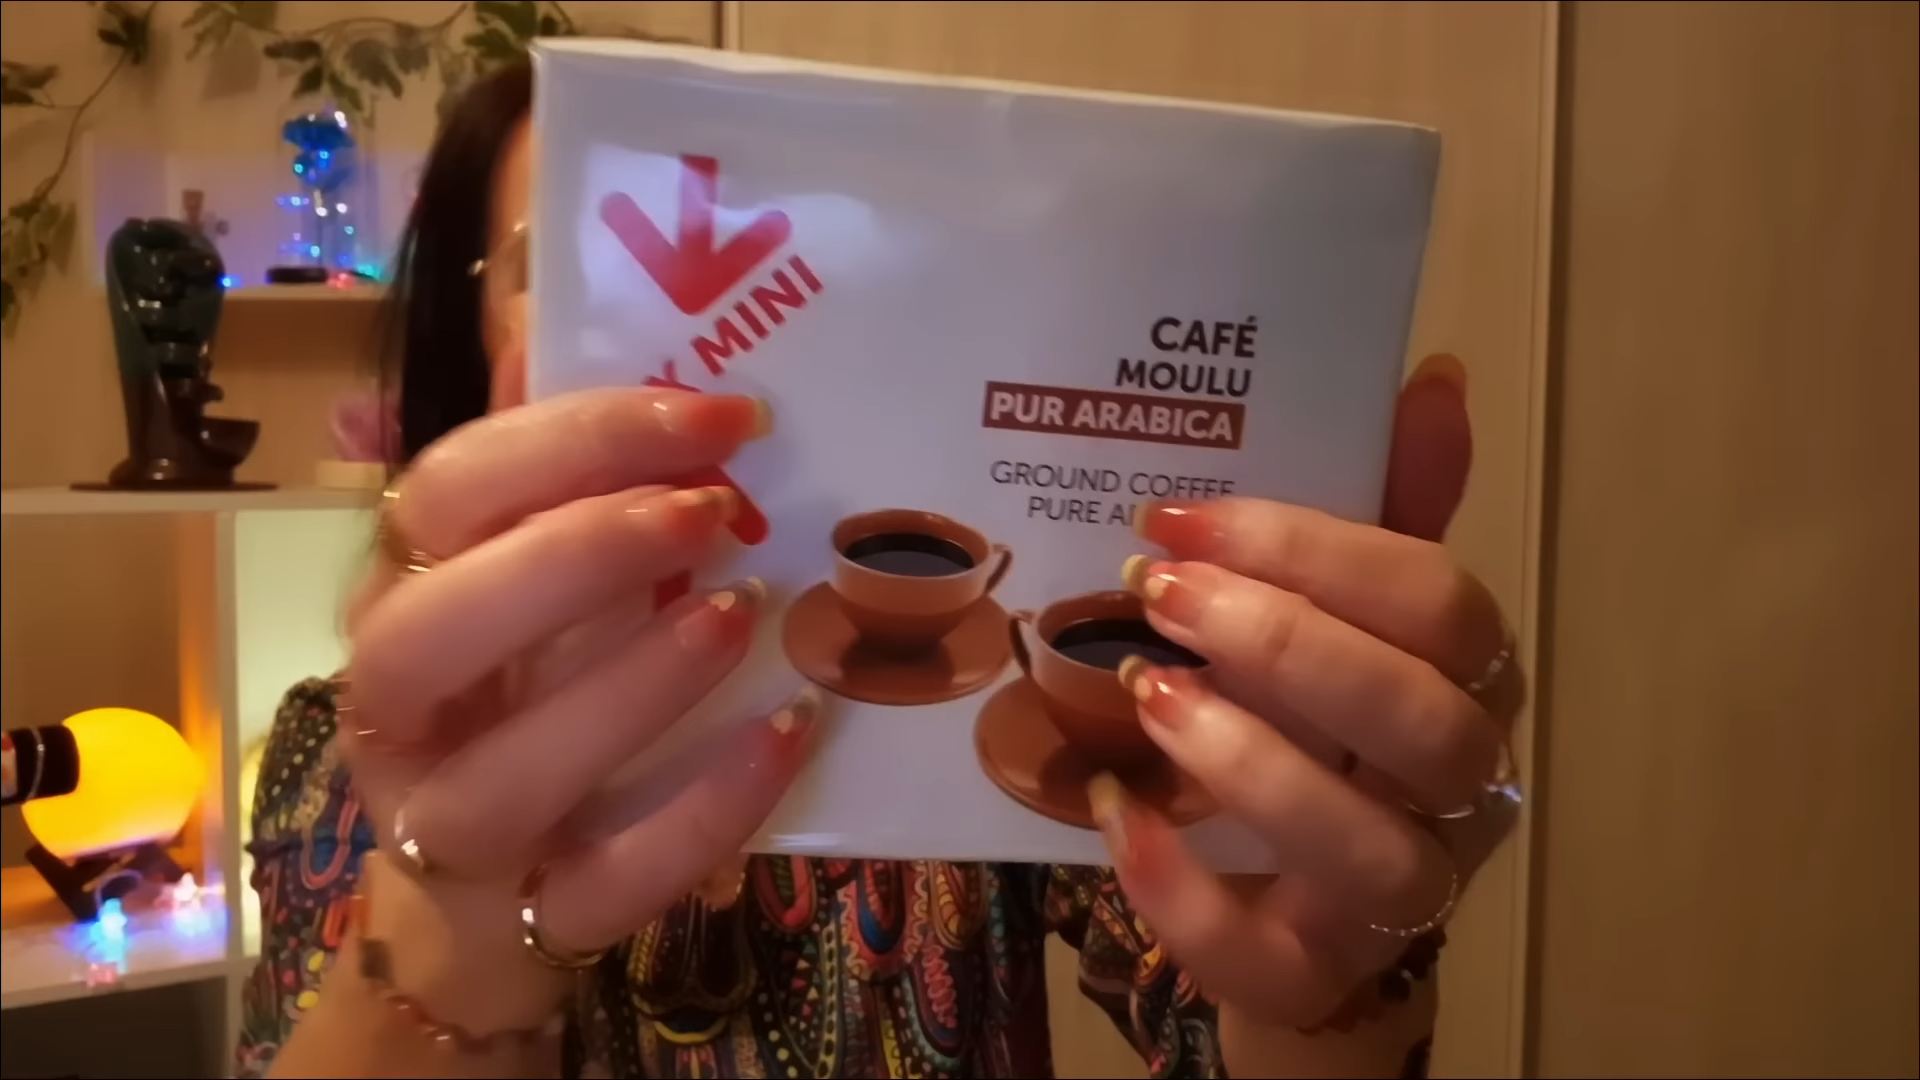 X MINI
CAFÉ
MOULU
PUR ARABICA
GROUND COFFEE
PURE